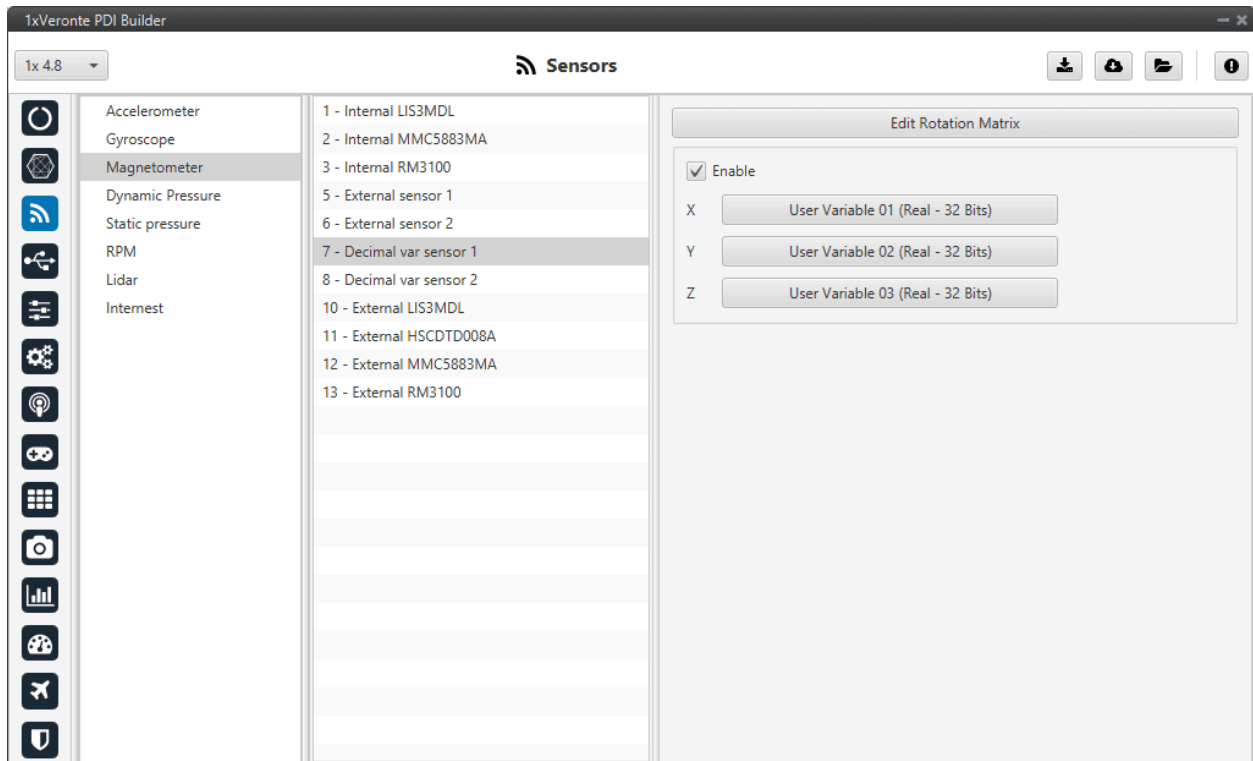 1xVeronte PDI Builder
1x 4.8
Sensors
Accelerometer
Gyroscope
Magnetometer
Dynamic Pressure
Static pressure
RPM
Lidar
Internest
1 - Internal LIS3MDL
2 - Internal MMC5883MA
3 - Internal RM3100
5 - External sensor 1
6 - External sensor 2
7 - Decimal var sensor 1
8 - Decimal var sensor 2
10 - External LIS3MDL
11 - External HSCDTD008A
12 - External MMC5883MA
13 - External RM3100
Edit Rotation Matrix
Enable
X User Variable 01 (Real - 32 Bits)
Y User Variable 02 (Real - 32 Bits)
Z User Variable 03 (Real - 32 Bits)